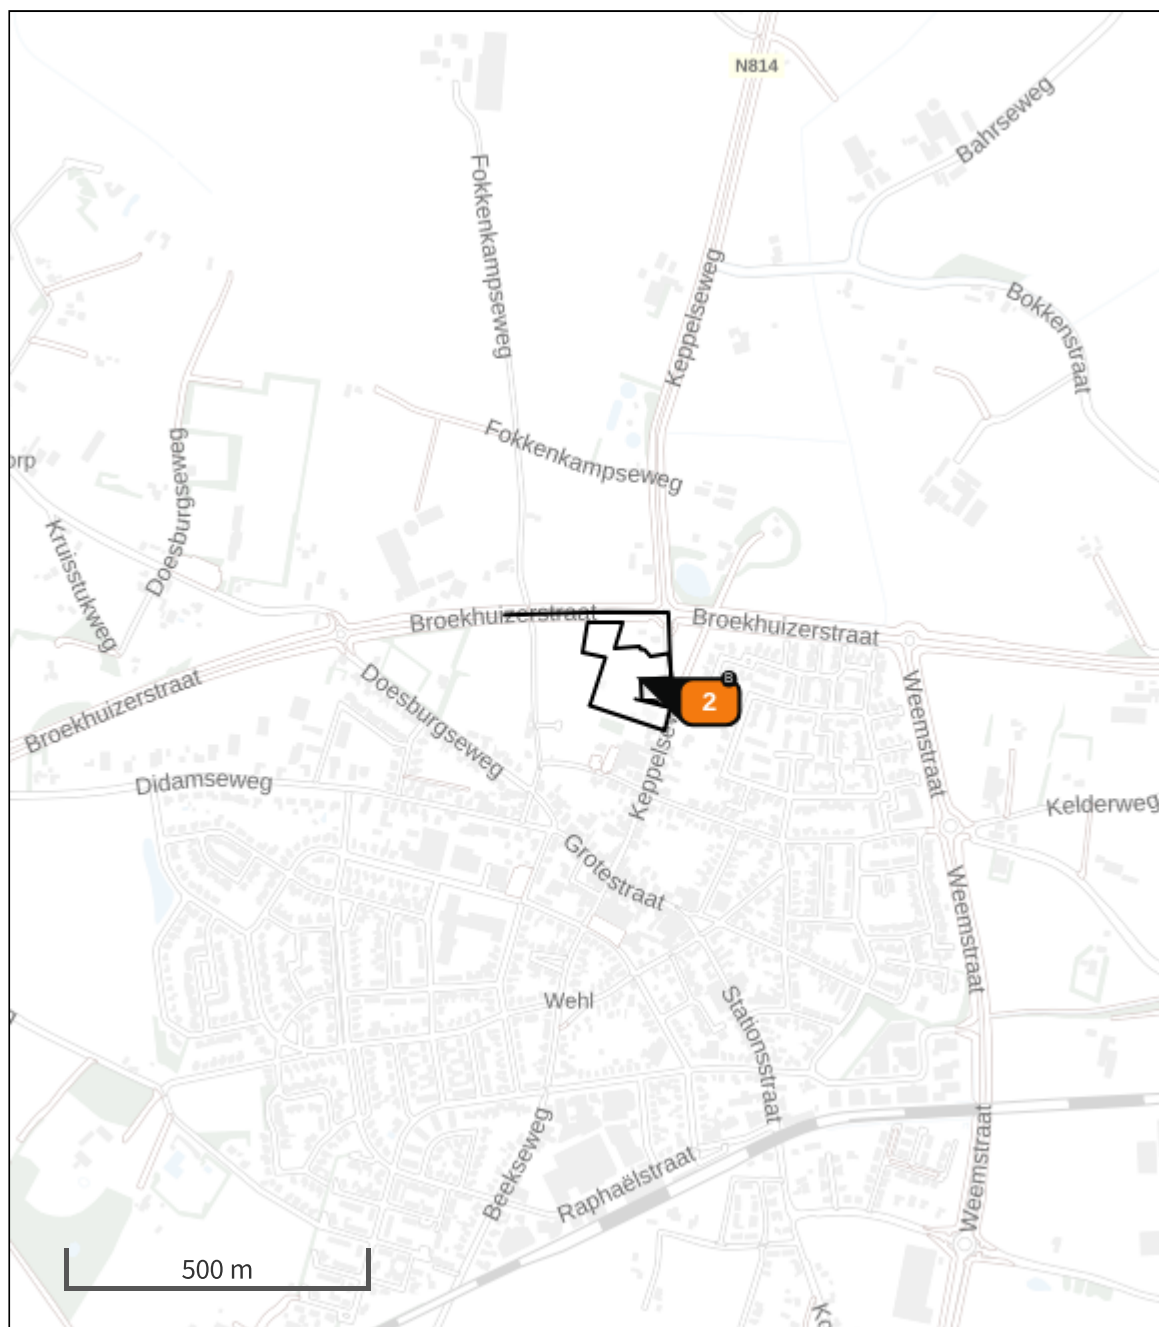 N814
Bahrseweg
Fokkenkampseweg
Keppelseweg
Bokkenstraat
Fokkenkampseweg
Doesburgseweg
orp
Kruisstukweg
Broekhuizerstraat
Broekhuizerstraat
Broekhuizerstraat
Doesburgseweg
B
2
Weemstraat
Keppelse
Didamseweg
Kelderweg
Grotestraat
Weemstraat
Wehl
Stationsstraat
Beekseweg
Raphaëlstraat
Weemstraat
500 m